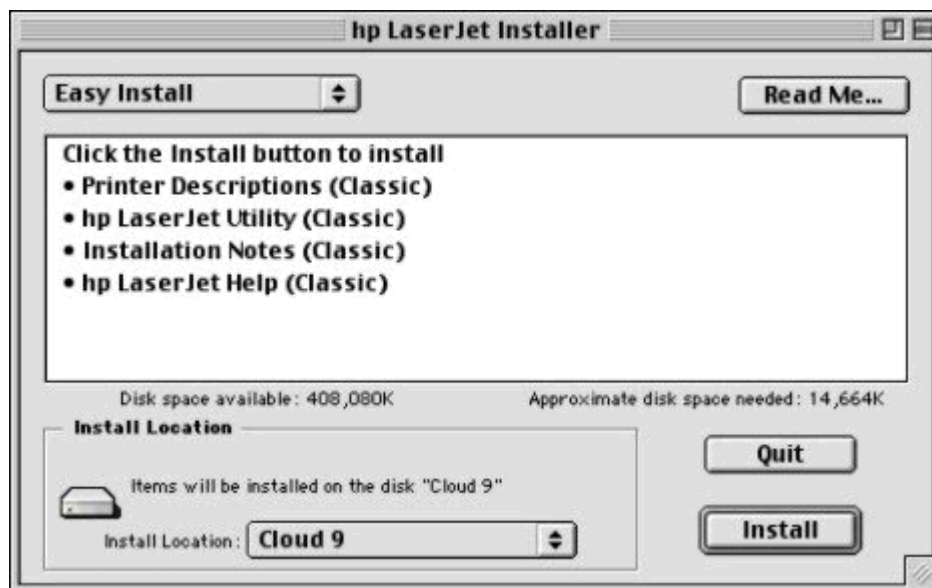 hp LaserJet Installer
Easy Install
Read Me...
Click the Install button to install
• Printer Descriptions (Classic)
• hp LaserJet Utility (Classic)
• Installation Notes (Classic)
• hp LaserJet Help (Classic)
Disk space available: 408,080K
Approximate disk space needed: 14,664K
Install Location
Items will be installed on the disk "Cloud 9"
Install Location: Cloud 9
Quit
Install